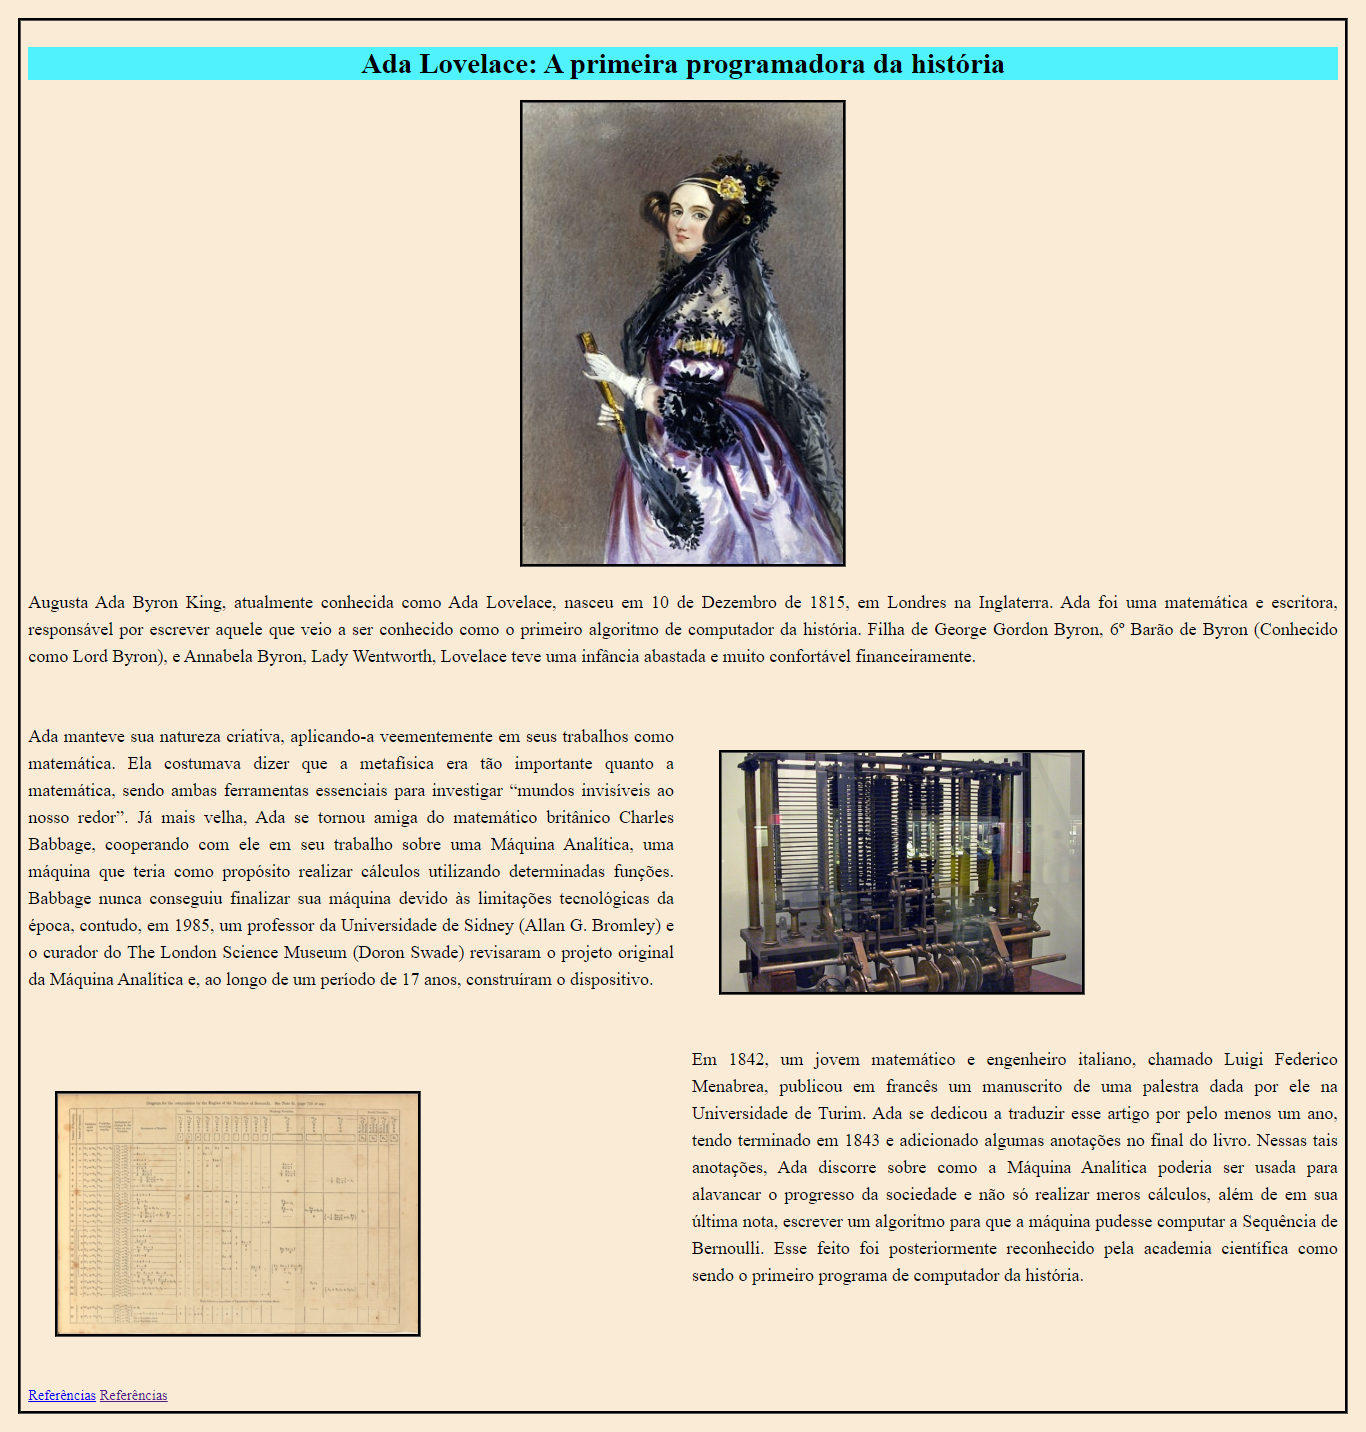 Ada Lovelace: A primeira programadora da história
Augusta Ada Byron King, atualmente conhecida como Ada Lovelace, nasceu em 10 de Dezembro de 1815, em Londres na Inglaterra. Ada foi uma matemática e escritora,
responsável por escrever aquele que veio a ser conhecido como o primeiro algoritmo de computador da história. Filha de George Gordon Byron, 6º Barão de Byron (Conhecido
como Lord Byron), e Annabela Byron, Lady Wentworth, Lovelace teve uma infância abastada e muito confortável financeiramente.
Ada manteve sua natureza criativa, aplicando-a veementemente em seus trabalhos como
matemática. Ela costumava dizer que a metafísica era tão importante quanto a
matemática, sendo ambas ferramentas essenciais para investigar “mundos invisíveis ao
nosso redor”. Já mais velha, Ada se tornou amiga do matemático britânico Charles
Babbage, cooperando com ele em seu trabalho sobre uma Máquina Analítica, uma
máquina que teria como propósito realizar cálculos utilizando determinadas funções.
Babbage nunca conseguiu finalizar sua máquina devido às limitações tecnológicas da
época, contudo, em 1985, um professor da Universidade de Sidney (Allan G. Bromley) e
o curador do The London Science Museum (Doron Swade) revisaram o projeto original
da Máquina Analítica e, ao longo de um período de 17 anos, construíram o dispositivo.
Em 1842, um jovem matemático e engenheiro italiano, chamado Luigi Federico
Menabrea, publicou em francês um manuscrito de uma palestra dada por ele na
Universidade de Turim. Ada se dedicou a traduzir esse artigo por pelo menos um ano,
tendo terminado em 1843 e adicionado algumas anotações no final do livro. Nessas tais
anotações, Ada discorre sobre como a Máquina Analítica poderia ser usada para
alavancar o progresso da sociedade e não só realizar meros cálculos, além de em sua
última nota, escrever um algoritmo para que a máquina pudesse computar a Sequência de
Bernoulli. Esse feito foi posteriormente reconhecido pela academia científica como
sendo o primeiro programa de computador da história.
Referências Referências